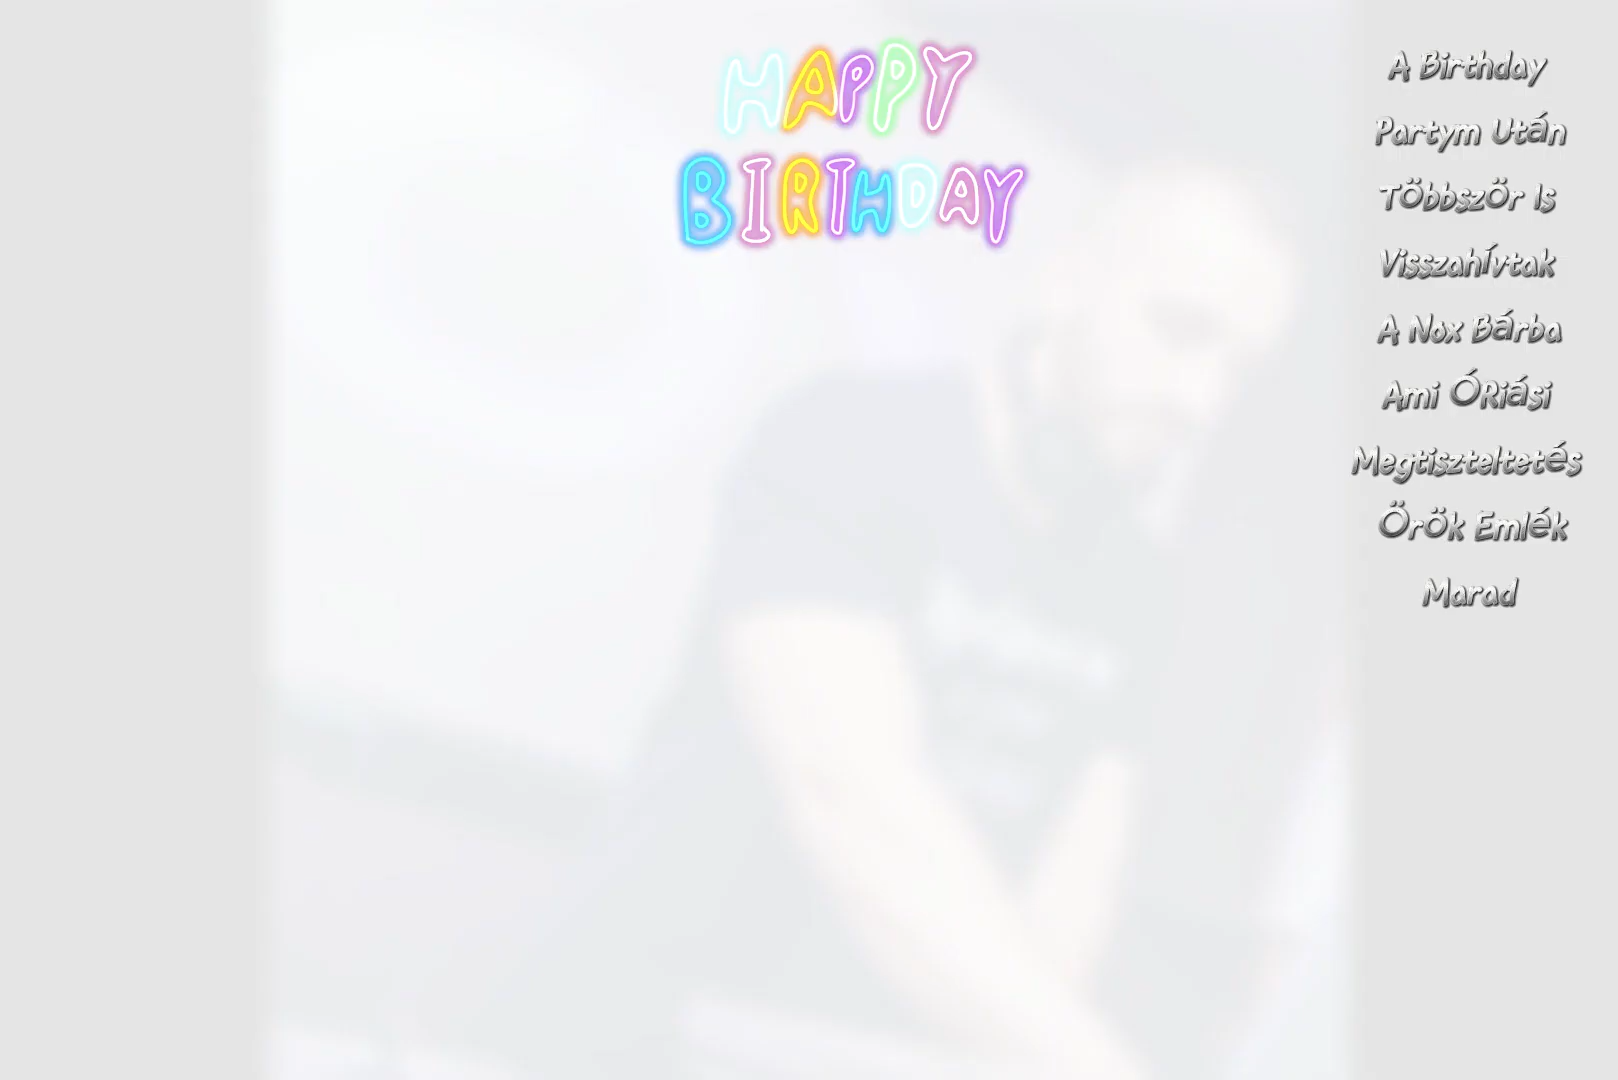 HAPPY
BIRTHDAY
A Birthday
Partym Után
Többször Is
Visszahívtak
A Nox Bárba
Ami ÓRiási
Megtiszteltetés
Örök Emlék
Marad